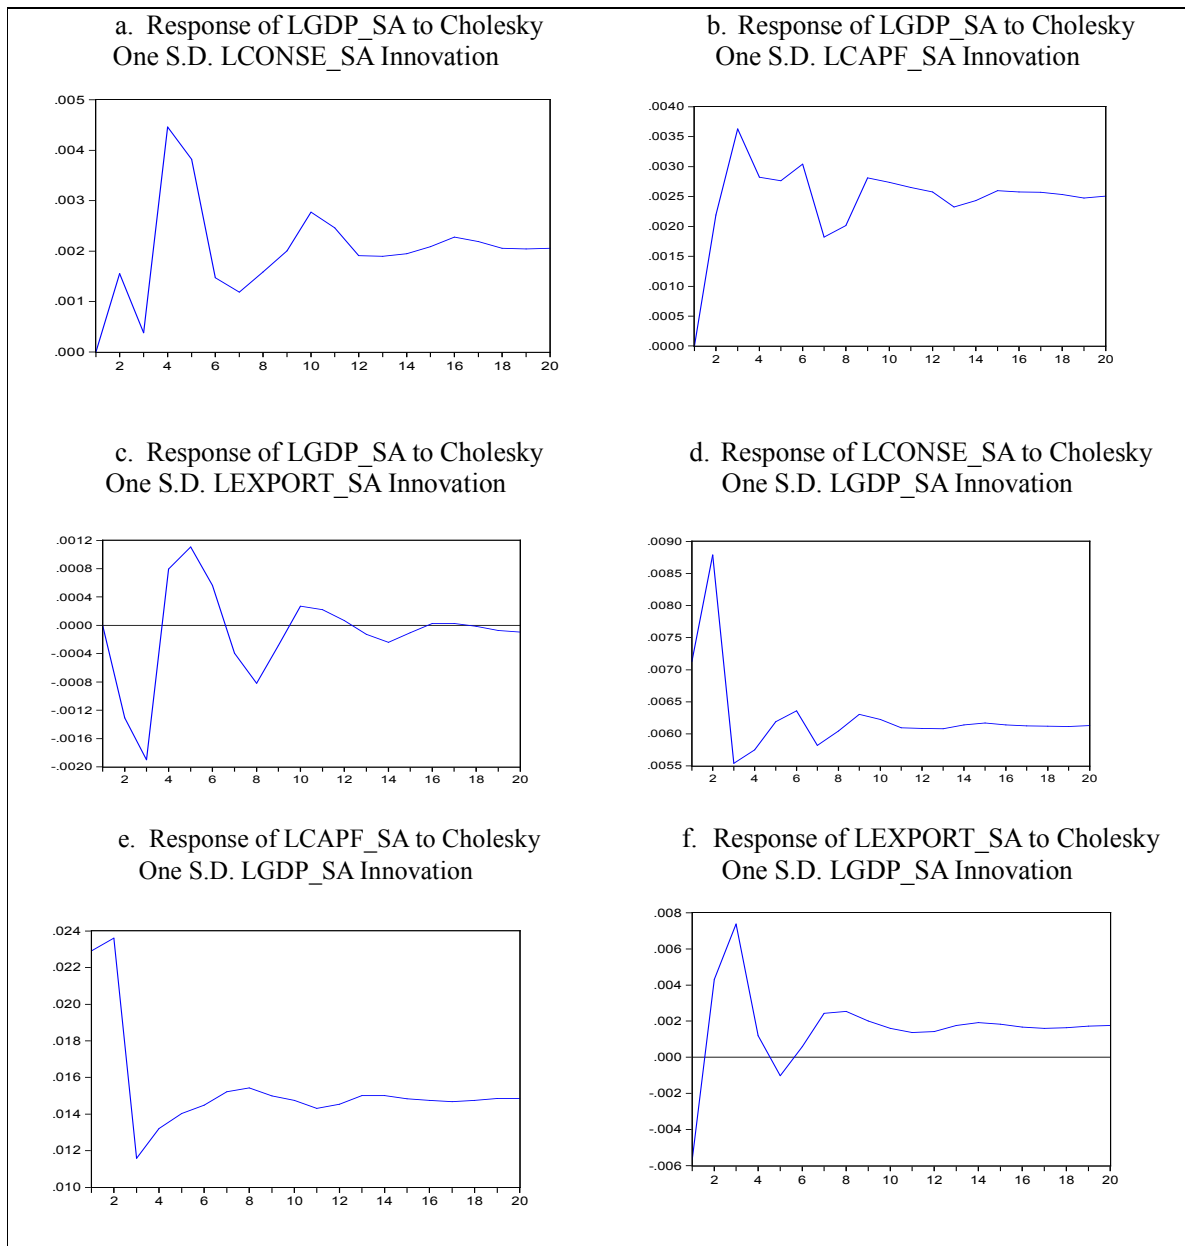 a. Response of LGDP_SA to Cholesky
One S.D. LCONSE_SA Innovation
.005
.004
.003
.002
.001
.000
2 4 6 8 10 12 14 16 18 20
b. Response of LGDP_SA to Cholesky
One S.D. LCAPF_SA Innovation
.0040
.0035
.0030
.0025
.0020
.0015
.0010
.0005
.0000
2 4 6 8 10 12 14 16 18 20
c. Response of LGDP_SA to Cholesky
One S.D. LEXPORT_SA Innovation
.0012
.0008
.0004
.0000
-.0004
-.0008
-.0012
-.0016
-.0020
2 4 6 8 10 12 14 16 18 20
d. Response of LCONSE_SA to Cholesky
One S.D. LGDP_SA Innovation
.0090
.0085
.0080
.0075
.0070
.0065
.0060
.0055
2 4 6 8 10 12 14 16 18 20
e. Response of LCAPF_SA to Cholesky
One S.D. LGDP_SA Innovation
.024
.022
.020
.018
.016
.014
.012
.010
2 4 6 8 10 12 14 16 18 20
f. Response of LEXPORT_SA to Cholesky
One S.D. LGDP_SA Innovation
.008
.006
.004
.002
.000
-.002
-.004
-.006
2 4 6 8 10 12 14 16 18 20